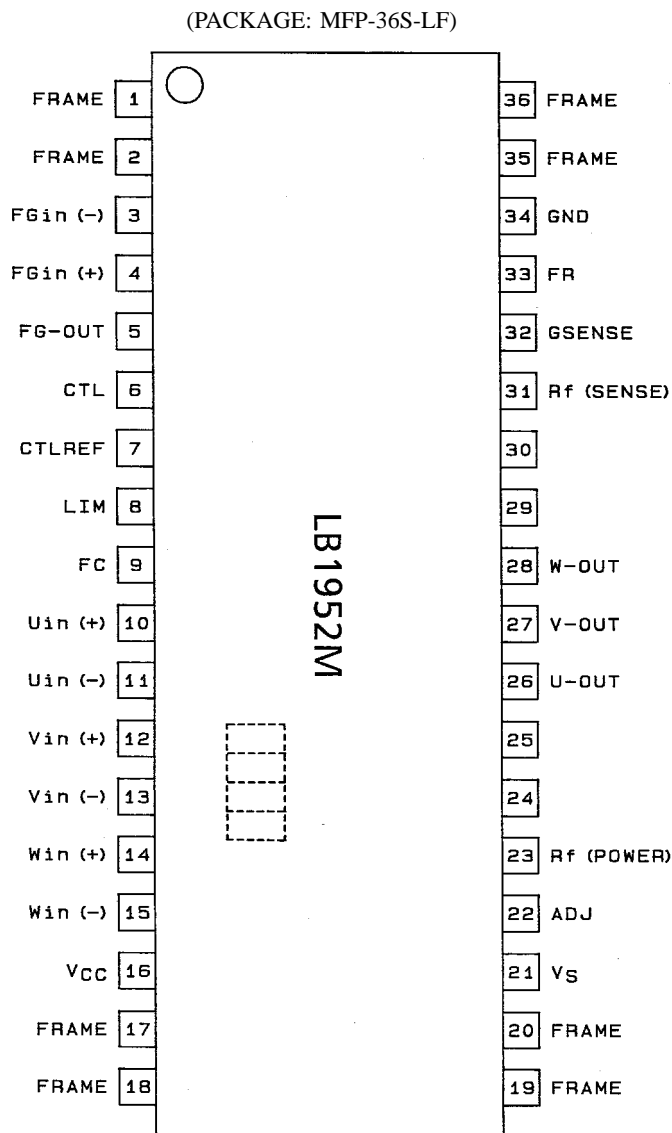 (PACKAGE: MFP-36S-LF)
FRAME 1
36 FRAME
FRAME 2
35 FRAME
FGin (−) 3
34 GND
FGin (+) 4
33 FR
FG-OUT 5
32 GSENSE
CTL 6
31 Rf (SENSE)
CTLREF 7
30
LIM 8
29
LB1952M
FC 9
28 W-OUT
Uin (+) 10
27 V-OUT
Uin (−) 11
26 U-OUT
Vin (+) 12
25
Vin (−) 13
24
Win (+) 14
23 Rf (POWER)
Win (−) 15
22 ADJ
VCC 16
21 VS
FRAME 17
20 FRAME
FRAME 18
19 FRAME